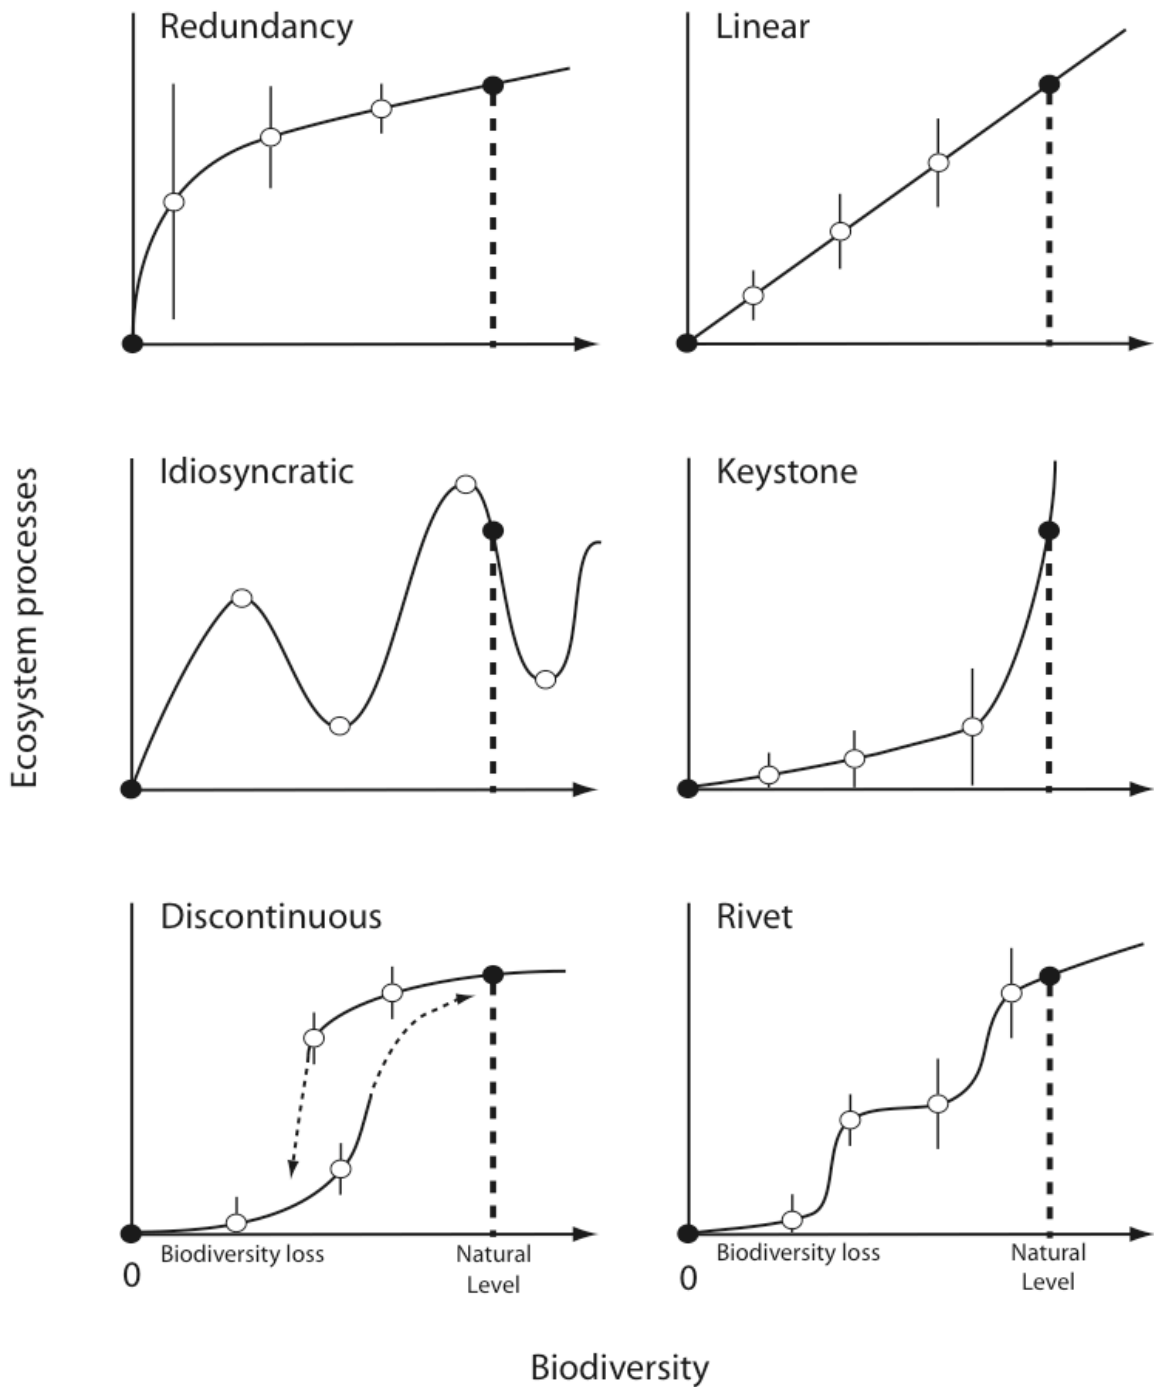 Redundancy
Linear
Ecosystem processes
Idiosyncratic
Keystone
Discontinuous
Rivet
0
Biodiversity loss
Natural
Level
0
Biodiversity loss
Natural
Level
Biodiversity